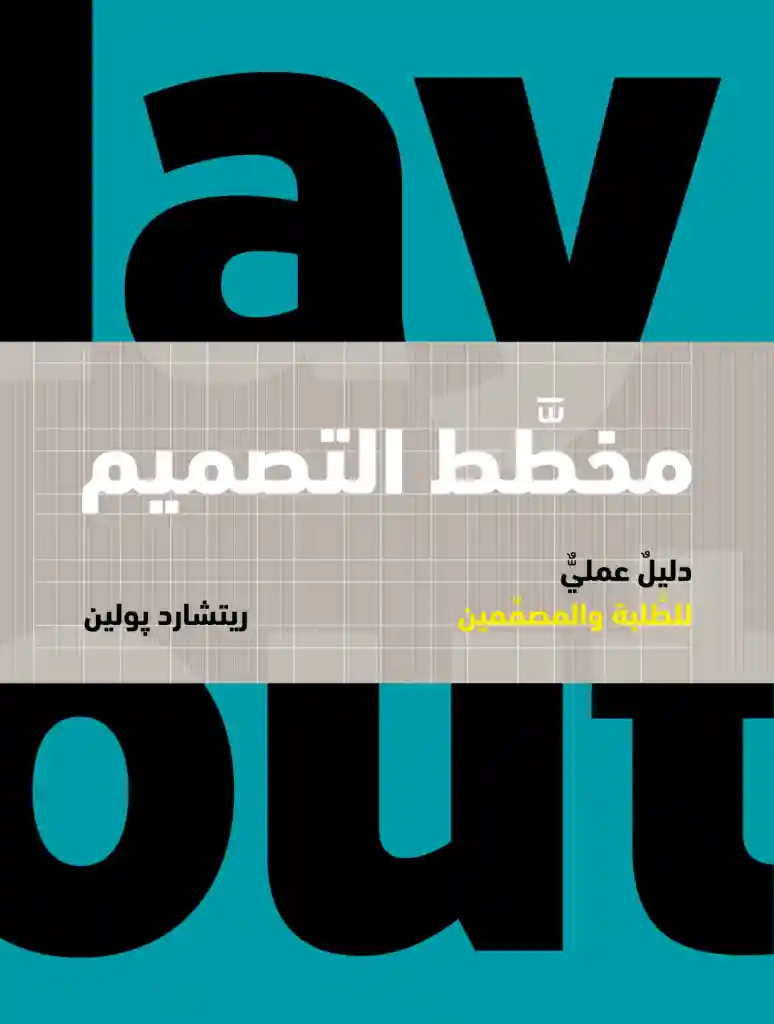 lay
مخطَّط التصميم
دليلٌ عمليٌّ
للطَّلبة والمصمِّمين
ريتشارد پولين
out